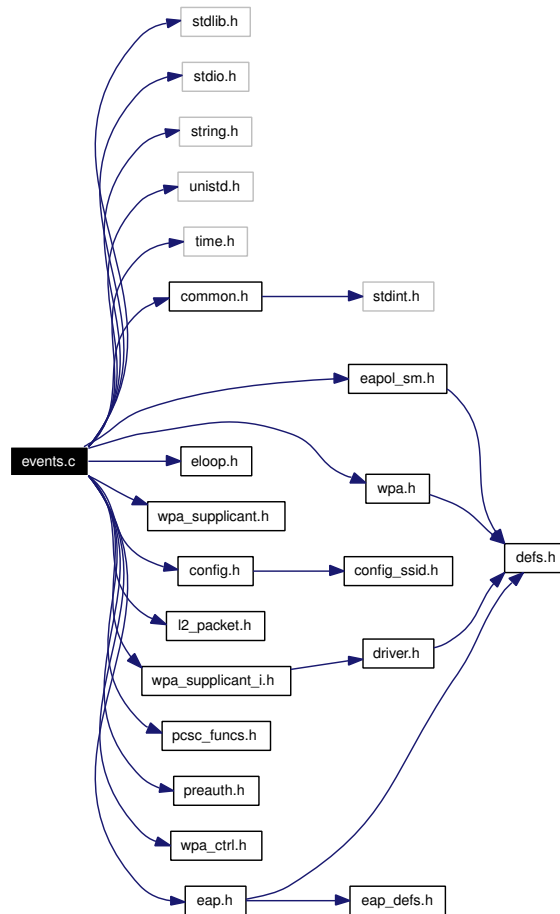 stdlib.h
stdio.h
string.h
unistd.h
time.h
common.h
stdint.h
eapol_sm.h
events.c
eloop.h
wpa.h
wpa_supplicant.h
defs.h
config.h
config_ssid.h
l2_packet.h
driver.h
wpa_supplicant_i.h
pcsc_funcs.h
preauth.h
wpa_ctrl.h
eap.h
eap_defs.h